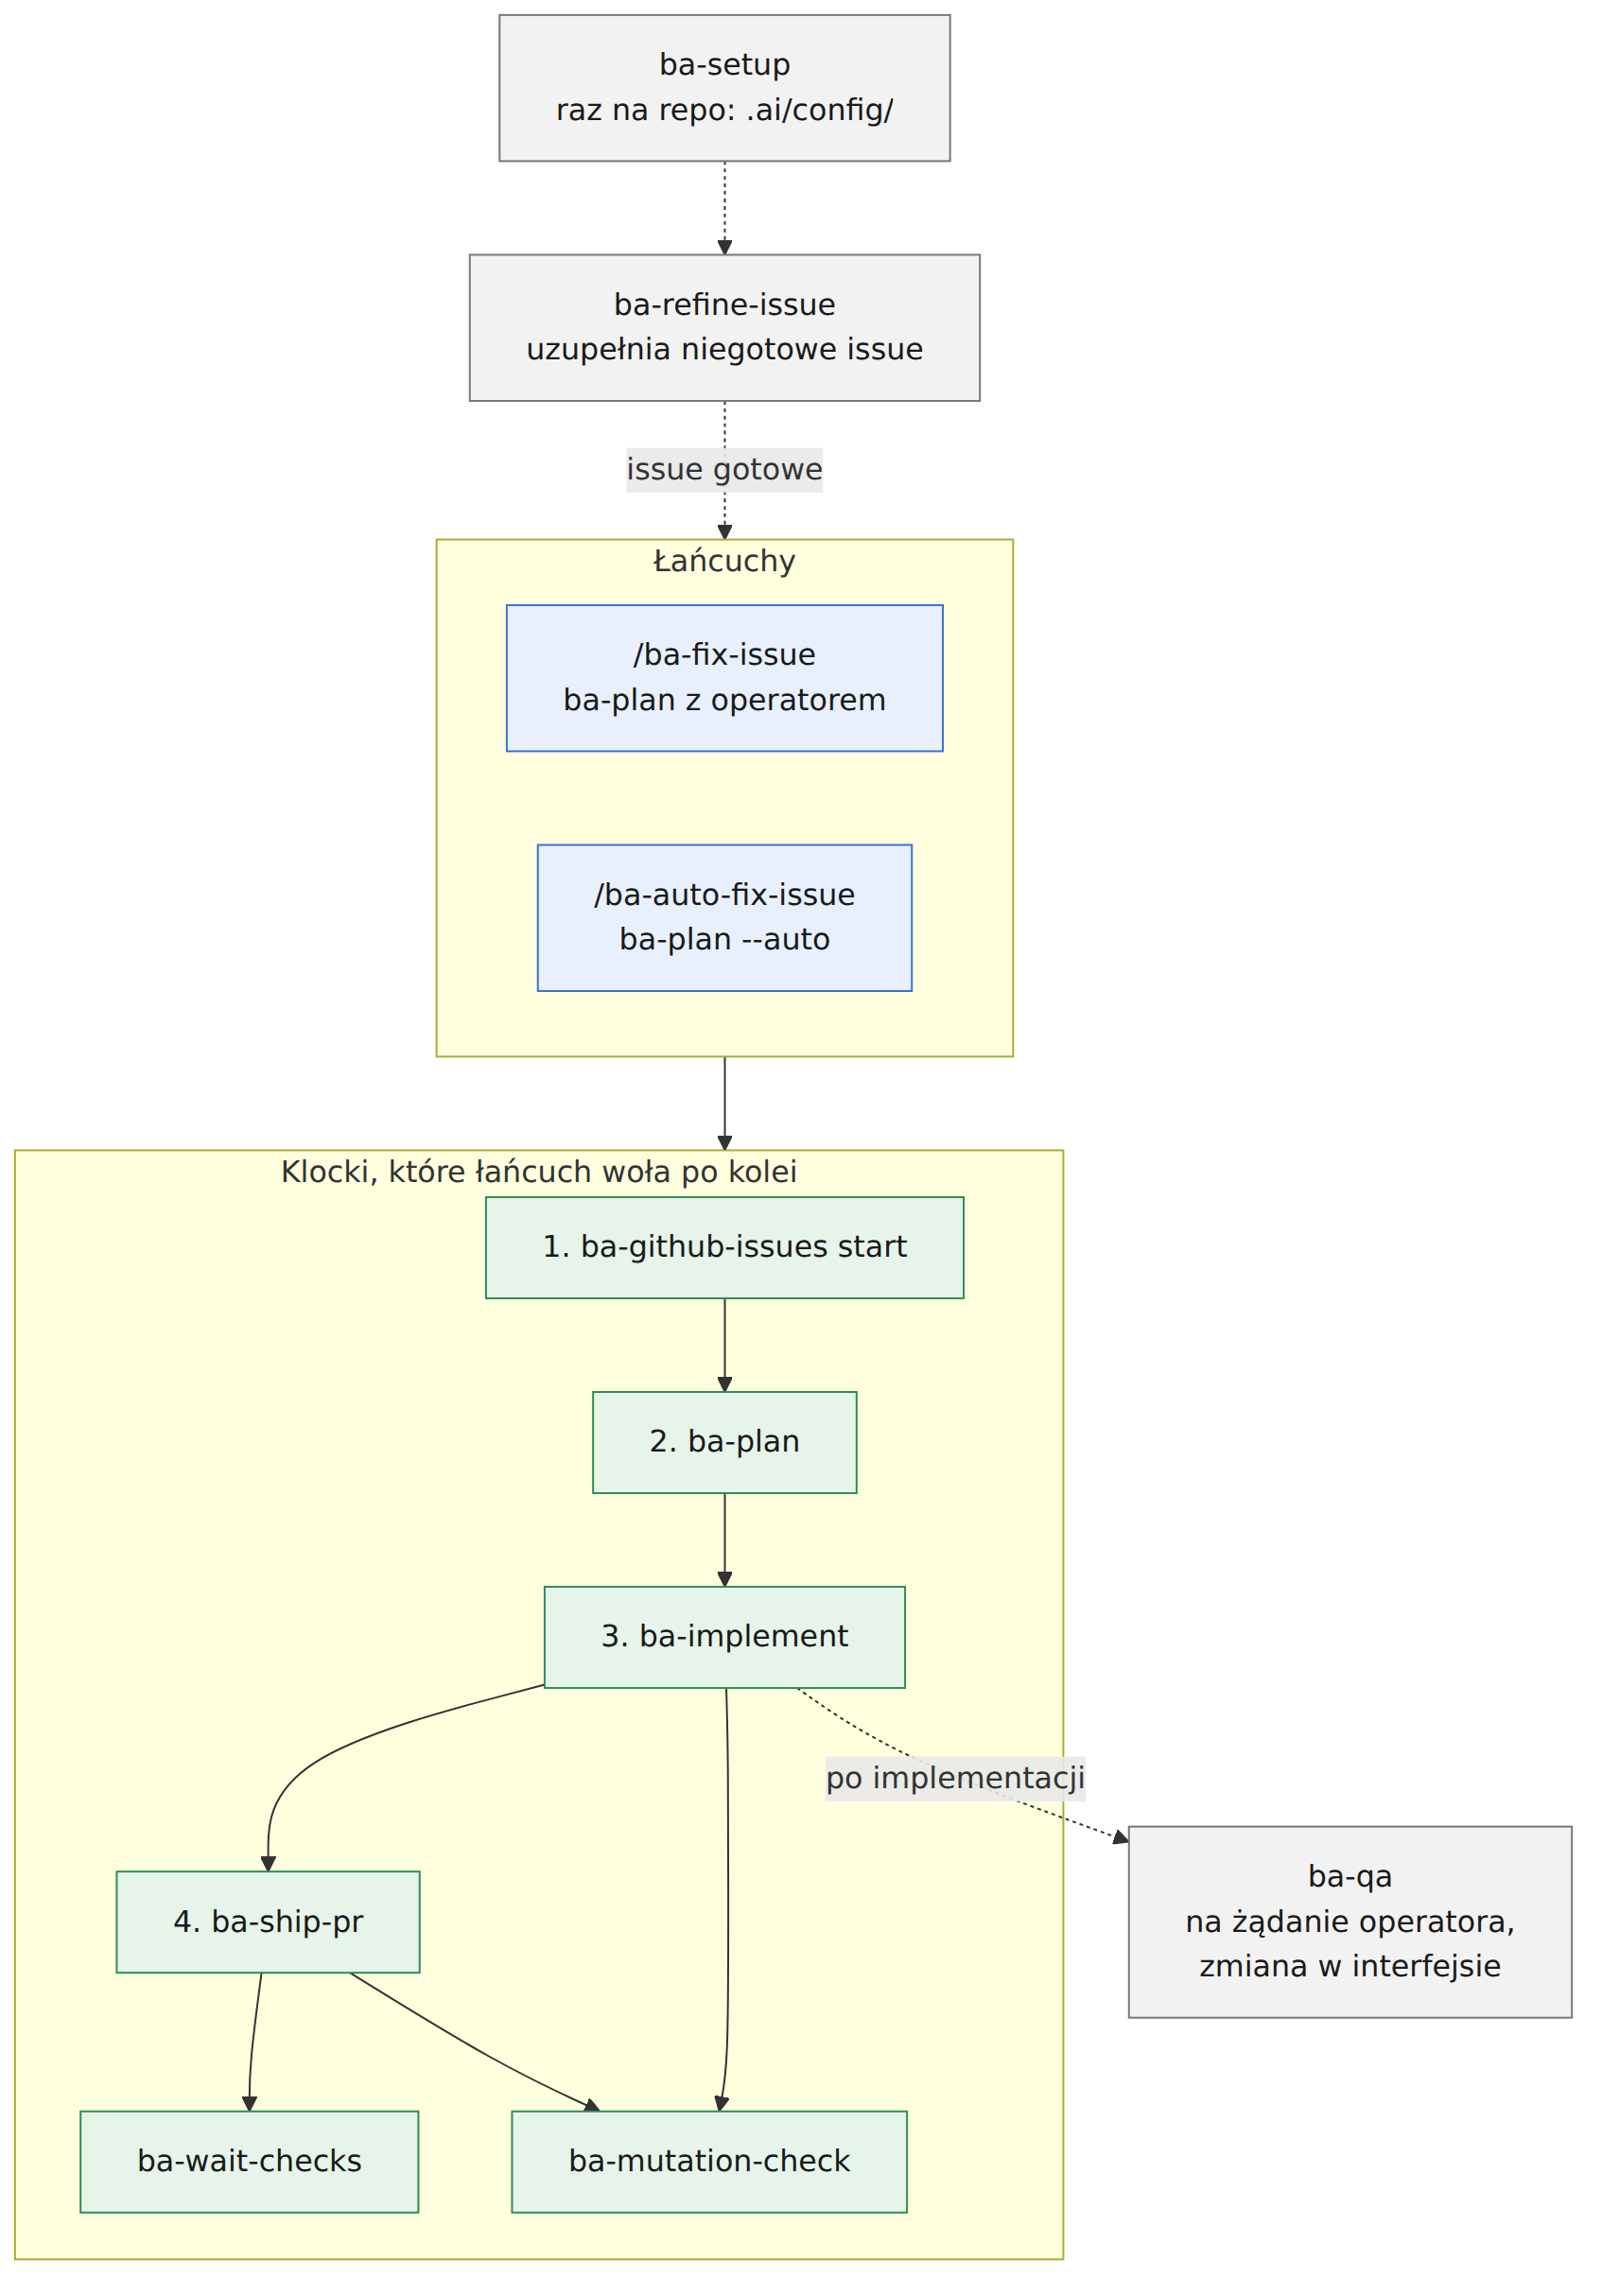 ba-setup
raz na repo: .ai/config/
ba-refine-issue
uzupełnia niegotowe issue
issue gotowe
Łańcuchy
/ba-fix-issue
ba-plan z operatorem
/ba-auto-fix-issue
ba-plan --auto
Klocki, które łańcuch woła po kolei
1. ba-github-issues start
2. ba-plan
3. ba-implement
po implementacji
ba-qa
na żądanie operatora,
zmiana w interfejsie
4. ba-ship-pr
ba-wait-checks
ba-mutation-check